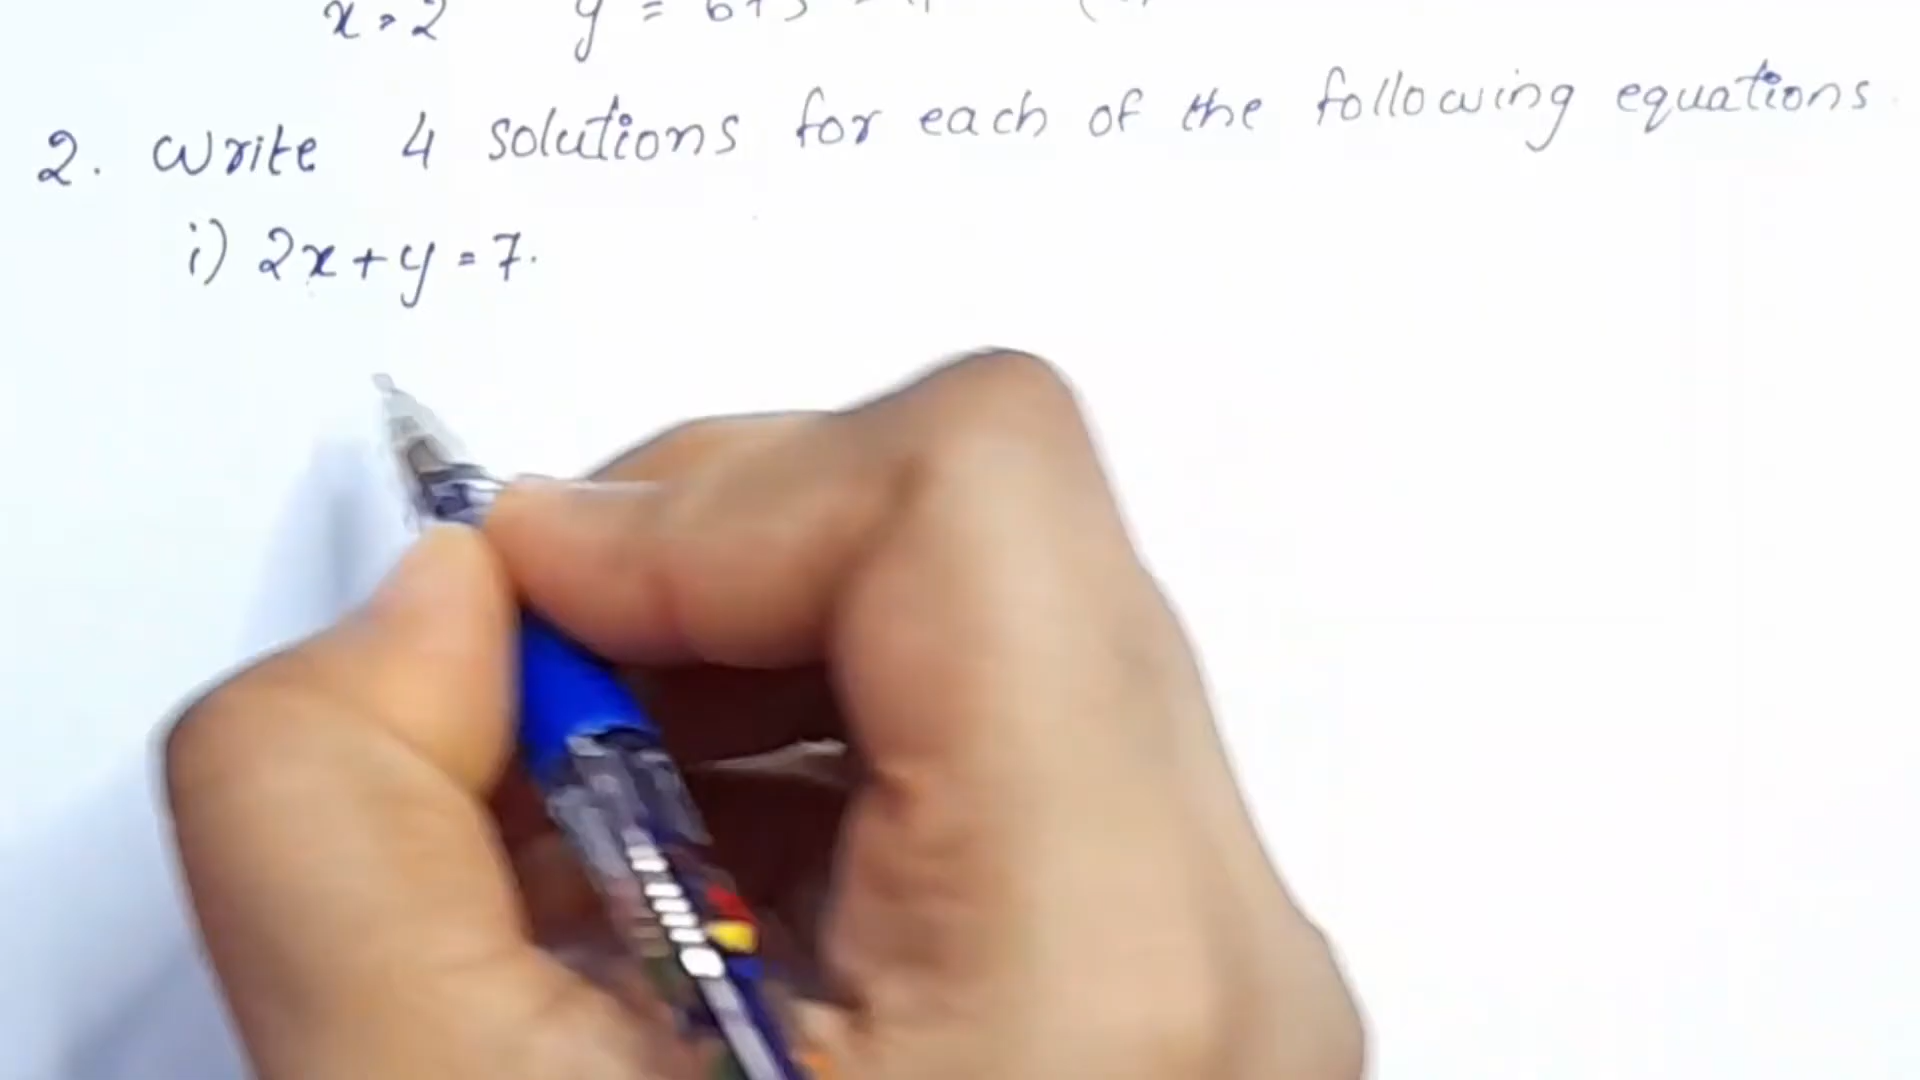 x = 2 y =
2. Write 4 solutions for each of the following equations
i) 2x + y = 7.